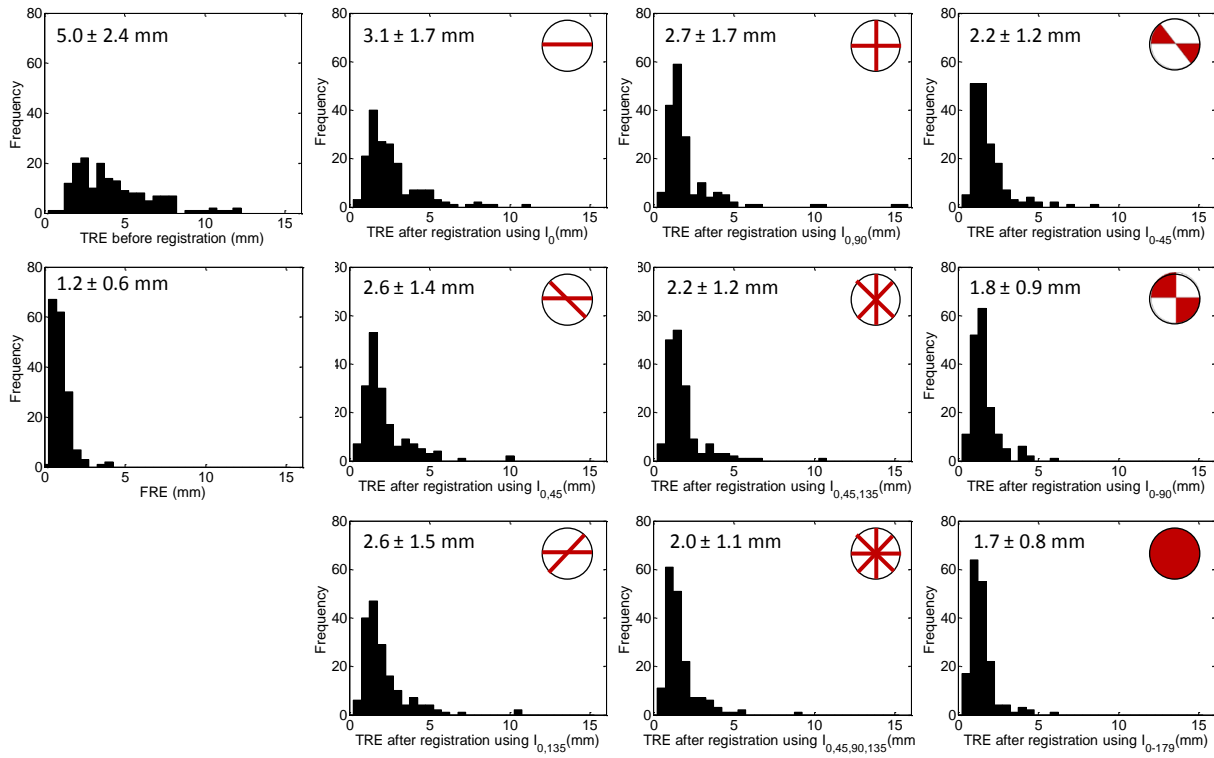 80
60
40
20
0
Frequency
5.0 ± 2.4 mm
0 5 10 15
TRE before registration (mm)
80
60
40
20
0
Frequency
3.1 ± 1.7 mm
0 5 10 15
TRE after registration using I0(mm)
80
60
40
20
0
Frequency
2.7 ± 1.7 mm
0 5 10 15
TRE after registration using I0,90(mm)
80
60
40
20
0
Frequency
2.2 ± 1.2 mm
0 5 10 15
TRE after registration using I0-45(mm)
80
60
40
20
0
Frequency
1.2 ± 0.6 mm
0 5 10 15
FRE (mm)
80
60
40
20
0
Frequency
2.6 ± 1.4 mm
0 5 10 15
TRE after registration using I0,45(mm)
80
60
40
20
0
Frequency
2.2 ± 1.2 mm
0 5 10 15
TRE after registration using I0,45,135(mm)
80
60
40
20
0
Frequency
1.8 ± 0.9 mm
0 5 10 15
TRE after registration using I0-90(mm)
80
60
40
20
0
Frequency
2.6 ± 1.5 mm
0 5 10 15
TRE after registration using I0,135(mm)
80
60
40
20
0
Frequency
2.0 ± 1.1 mm
0 5 10 15
TRE after registration using I0,45,90,135(mm
80
60
40
20
0
Frequency
1.7 ± 0.8 mm
0 5 10 15
TRE after registration using I0-179(mm)